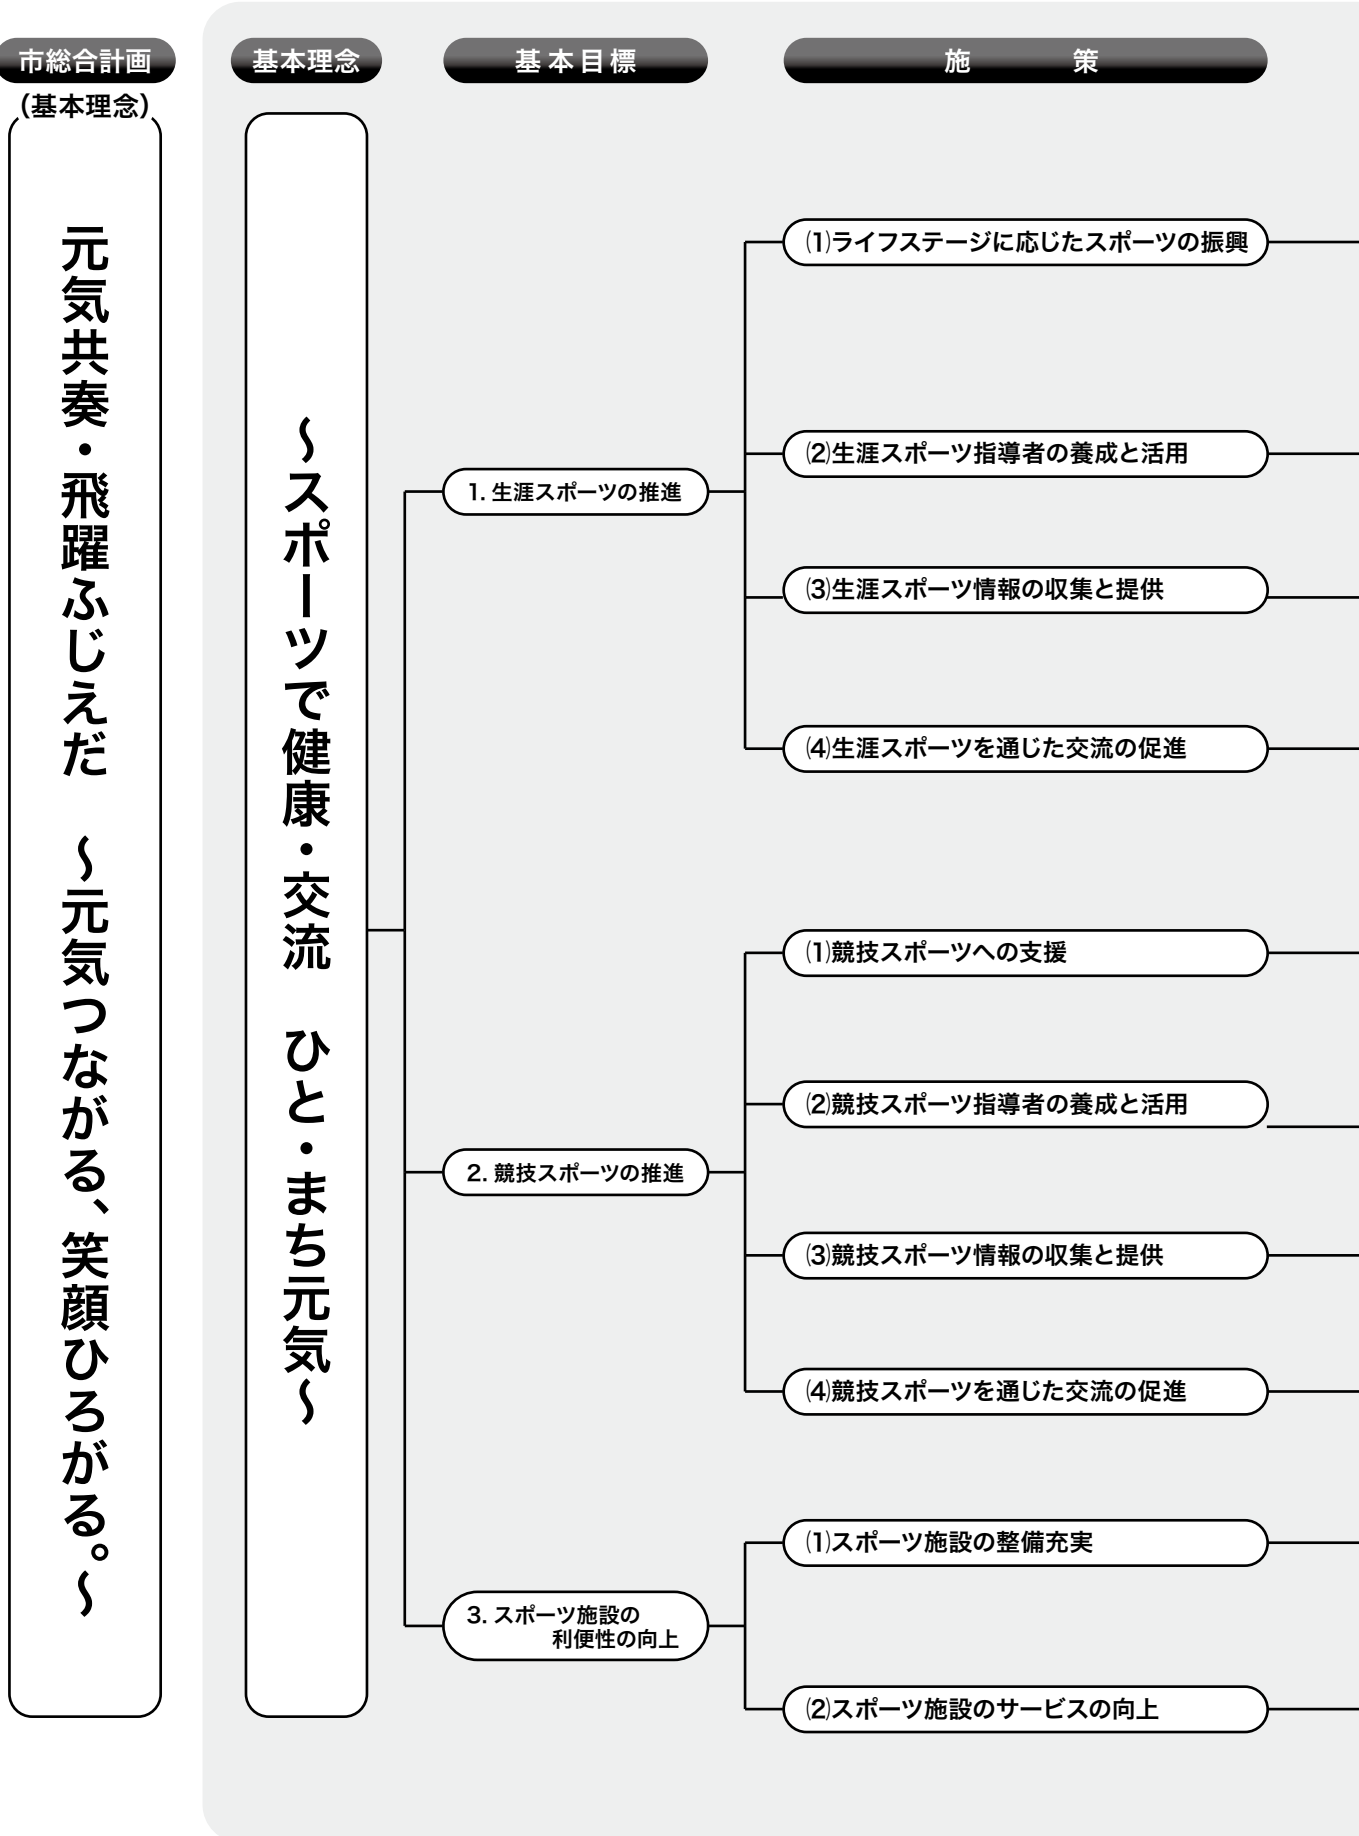 市総合計画
(基本理念)
元気共奏・飛躍ふじえだ　～元気つながる、笑顔ひろがる。～
基本理念
～スポーツで健康・交流　ひと・まち元気～
基本目標
1. 生涯スポーツの推進
2. 競技スポーツの推進
3. スポーツ施設の
利便性の向上
施　　策
⑴ライフステージに応じたスポーツの振興
⑵生涯スポーツ指導者の養成と活用
⑶生涯スポーツ情報の収集と提供
⑷生涯スポーツを通じた交流の促進
⑴競技スポーツへの支援
⑵競技スポーツ指導者の養成と活用
⑶競技スポーツ情報の収集と提供
⑷競技スポーツを通じた交流の促進
⑴スポーツ施設の整備充実
⑵スポーツ施設のサービスの向上